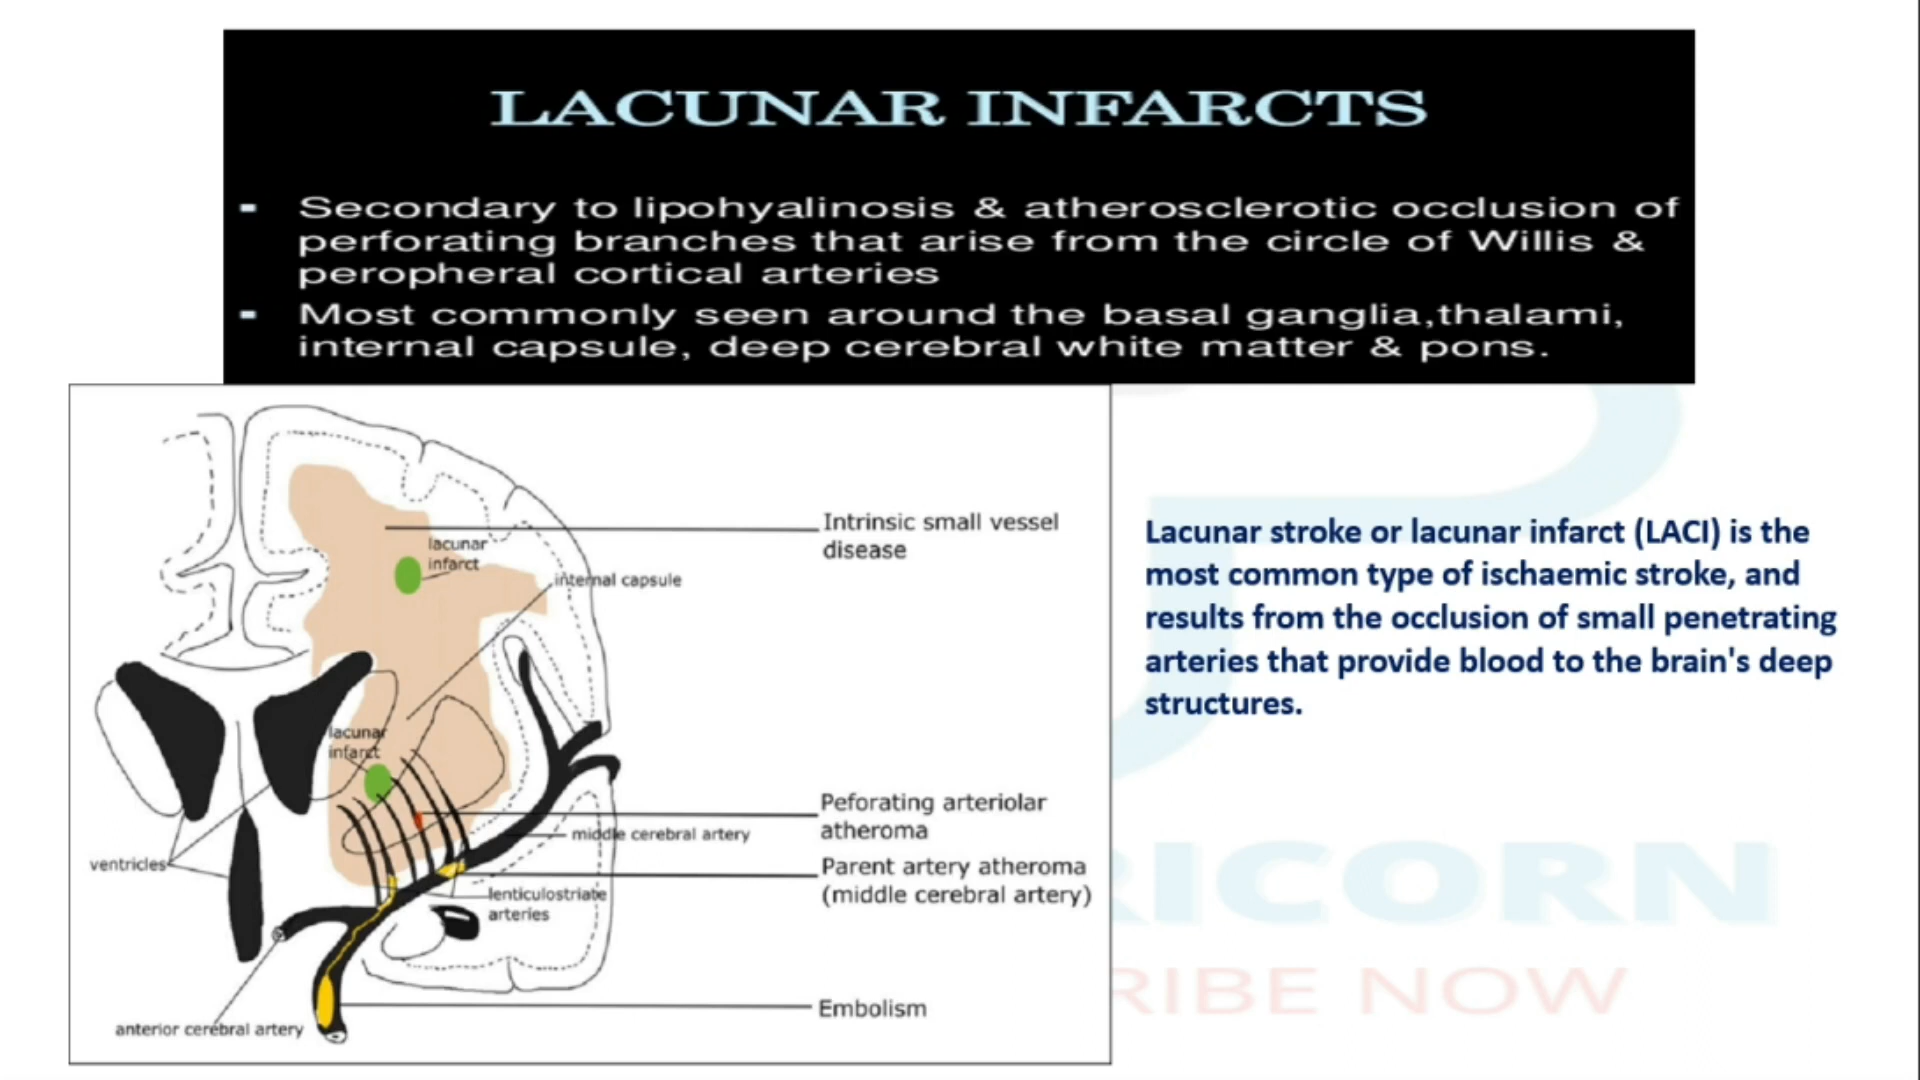 LACUNAR INFARCTS
Secondary to lipohyalinosis & atherosclerotic occlusion of
perforating branches that arise from the circle of Willis &
peropheral cortical arteries
Most commonly seen around the basal ganglia,thalami,
internal capsule, deep cerebral white matter & pons.
Intrinsic small vessel
disease
lacunar
infarct
internal capsule
lacunar
infarct
Peforating arteriolar
atheroma
middle cerebral artery
ventricles
Parent artery atheroma
(middle cerebral artery)
lenticulostriate
arteries
Embolism
anterior cerebral artery
Lacunar stroke or lacunar infarct (LACI) is the
most common type of ischaemic stroke, and
results from the occlusion of small penetrating
arteries that provide blood to the brain's deep
structures.
RICORN
RIBE NOW